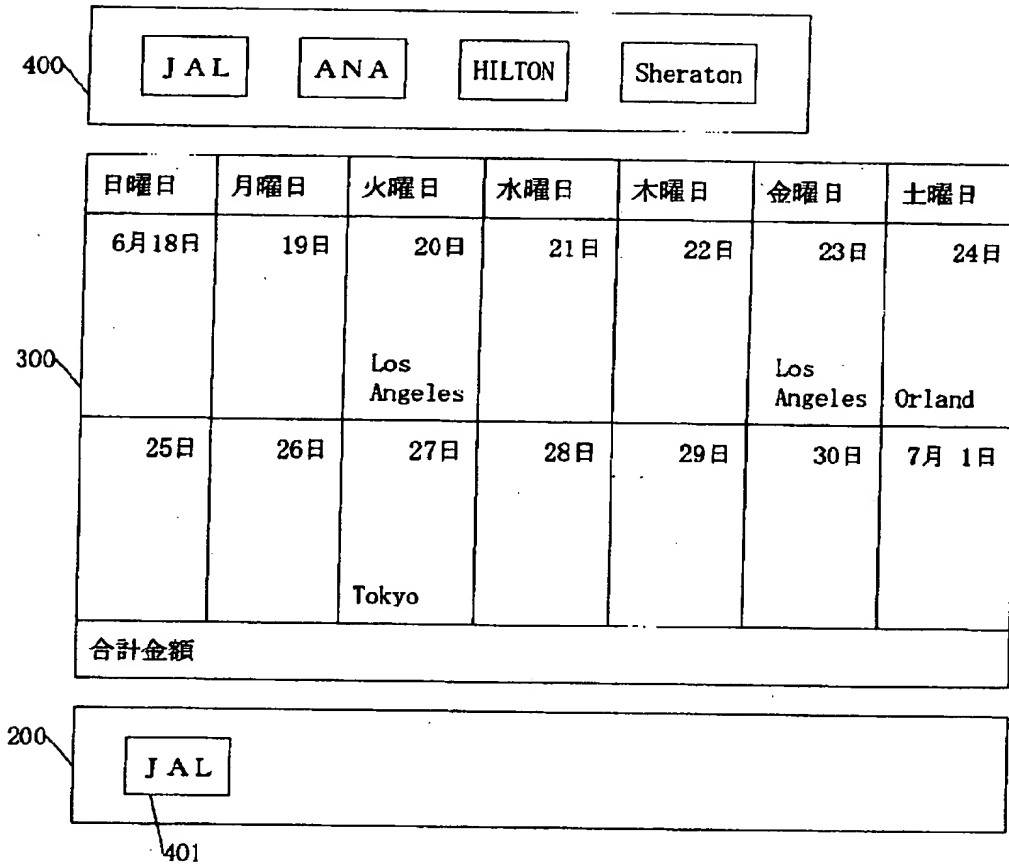 400
JAL ANA HILTON Sheraton
日曜日 月曜日 火曜日 水曜日 木曜日 金曜日 土曜日
6月18日 19日 20日 21日 22日 23日 24日
300
Los Angeles
Los Angeles
Orland
25日 26日 27日 28日 29日 30日 7月 1日
Tokyo
合計金額
200
JAL
401